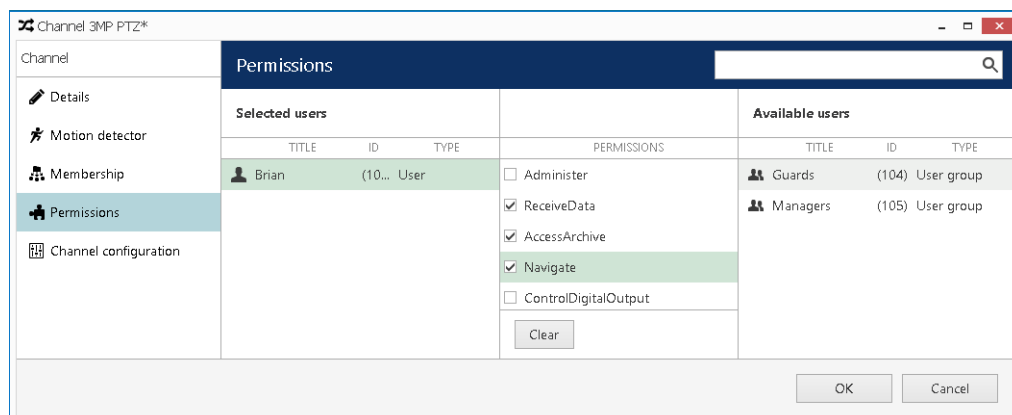 Channel 3MP PTZ*
Channel
Details
Motion detector
Membership
Permissions
Channel configuration
Permissions
Selected users
TITLE ID TYPE
Brian (10... User
PERMISSIONS
Administer
ReceiveData
AccessArchive
Navigate
ControlDigitalOutput
Clear
Available users
TITLE ID TYPE
Guards (104) User group
Managers (105) User group
OK Cancel